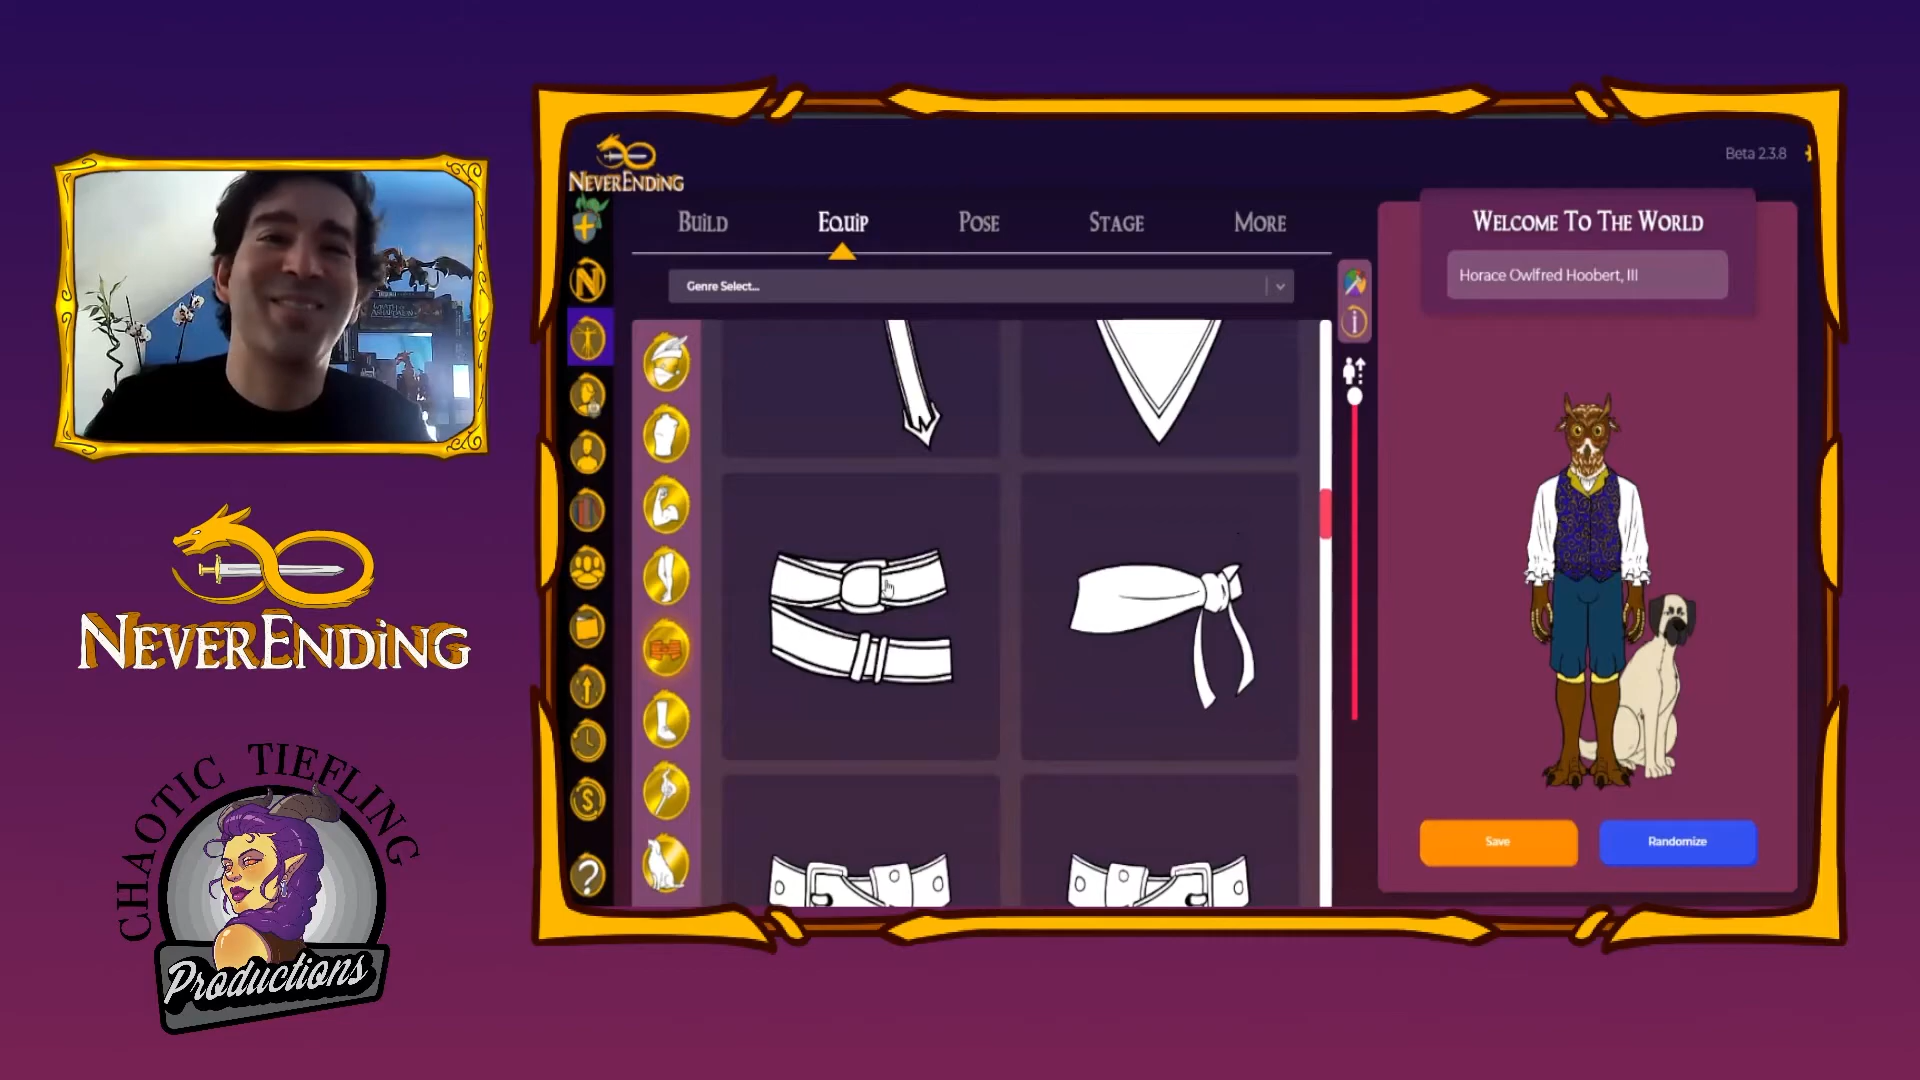 NEVERENDING
CHAOTIC TIEFLING
Productions
NEVERENDING
Beta 2.3.8
BUILD
EQUIP
POSE
STAGE
MORE
Genre Select...
WELCOME TO THE WORLD
Horace Owlfred Hoobert, III
Save
Randomize